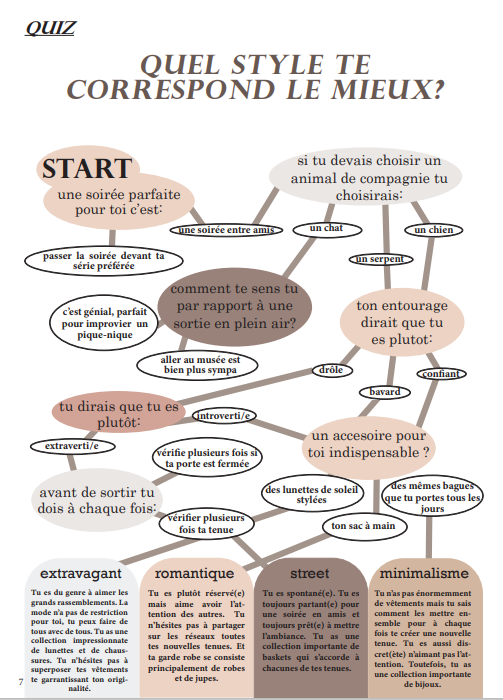 QUIZ
QUEL STYLE TE
CORRESPOND LE MIEUX?
START
une soirée parfaite
pour toi c'est:
si tu devais choisir un
animal de compagnie tu
choisirais:
une soirée entre amis
un chat
un chien
passer la soirée devant ta
série préférée
un serpent
comment te sens tu
par rapport à une
sortie en plein air?
c'est génial, parfait
pour improvier un
pique-nique
ton entourage
dirait que tu
es plutot:
aller au musée est
bien plus sympa
drôle
confiant
bavard
tu dirais que tu es
plutôt:
introverti/e
extraverti/e
un accesoire pour
toi indispensable ?
vérifie plusieurs fois si
ta porte est fermée
avant de sortir tu
dois à chaque fois:
des lunettes de soleil
stylées
des mêmes bagues
que tu portes tous les
jours
vérifier plusieurs
fois ta tenue
ton sac à main
extravagant
Tu es du genre à aimer les
grands rassemblements. La
mode n'a pas de restriction
pour toi, tu peux faire de
tous avec de tous. Tu as une
collection impressionnate
de lunettes et de chaus-
sures. Tu n'hésites pas à
superposer tes vêtements
te garantissant ton origi-
nalité.
romantique
Tu es plutôt réservé(e)
mais aime avoir l'at-
tention des autres. Tu
n'hésites pas à partager
sur les réseaux toutes
tes nouvelles tenues. Et
ta garde robe se consiste
principalement de robes
et de jupes.
street
Tu es spontané(e). Tu es
toujours partant(e) pour
une soirée en amis et
toujours prêt(e) à mettre
l'ambiance. Tu as une
collection importante de
baskets qui s'accorde à
chacunes de tes tenues.
minimalisme
Tu n'as pas énormemment
de vêtements mais tu sais
comment les mettre en-
semble pour à chaque
fois te créer une nouvelle
tenue. Tu es aussi dis-
cret(ète) n'aimant pas l'at-
tention. Toutefois, tu as
une collection importante
de bijoux.
7